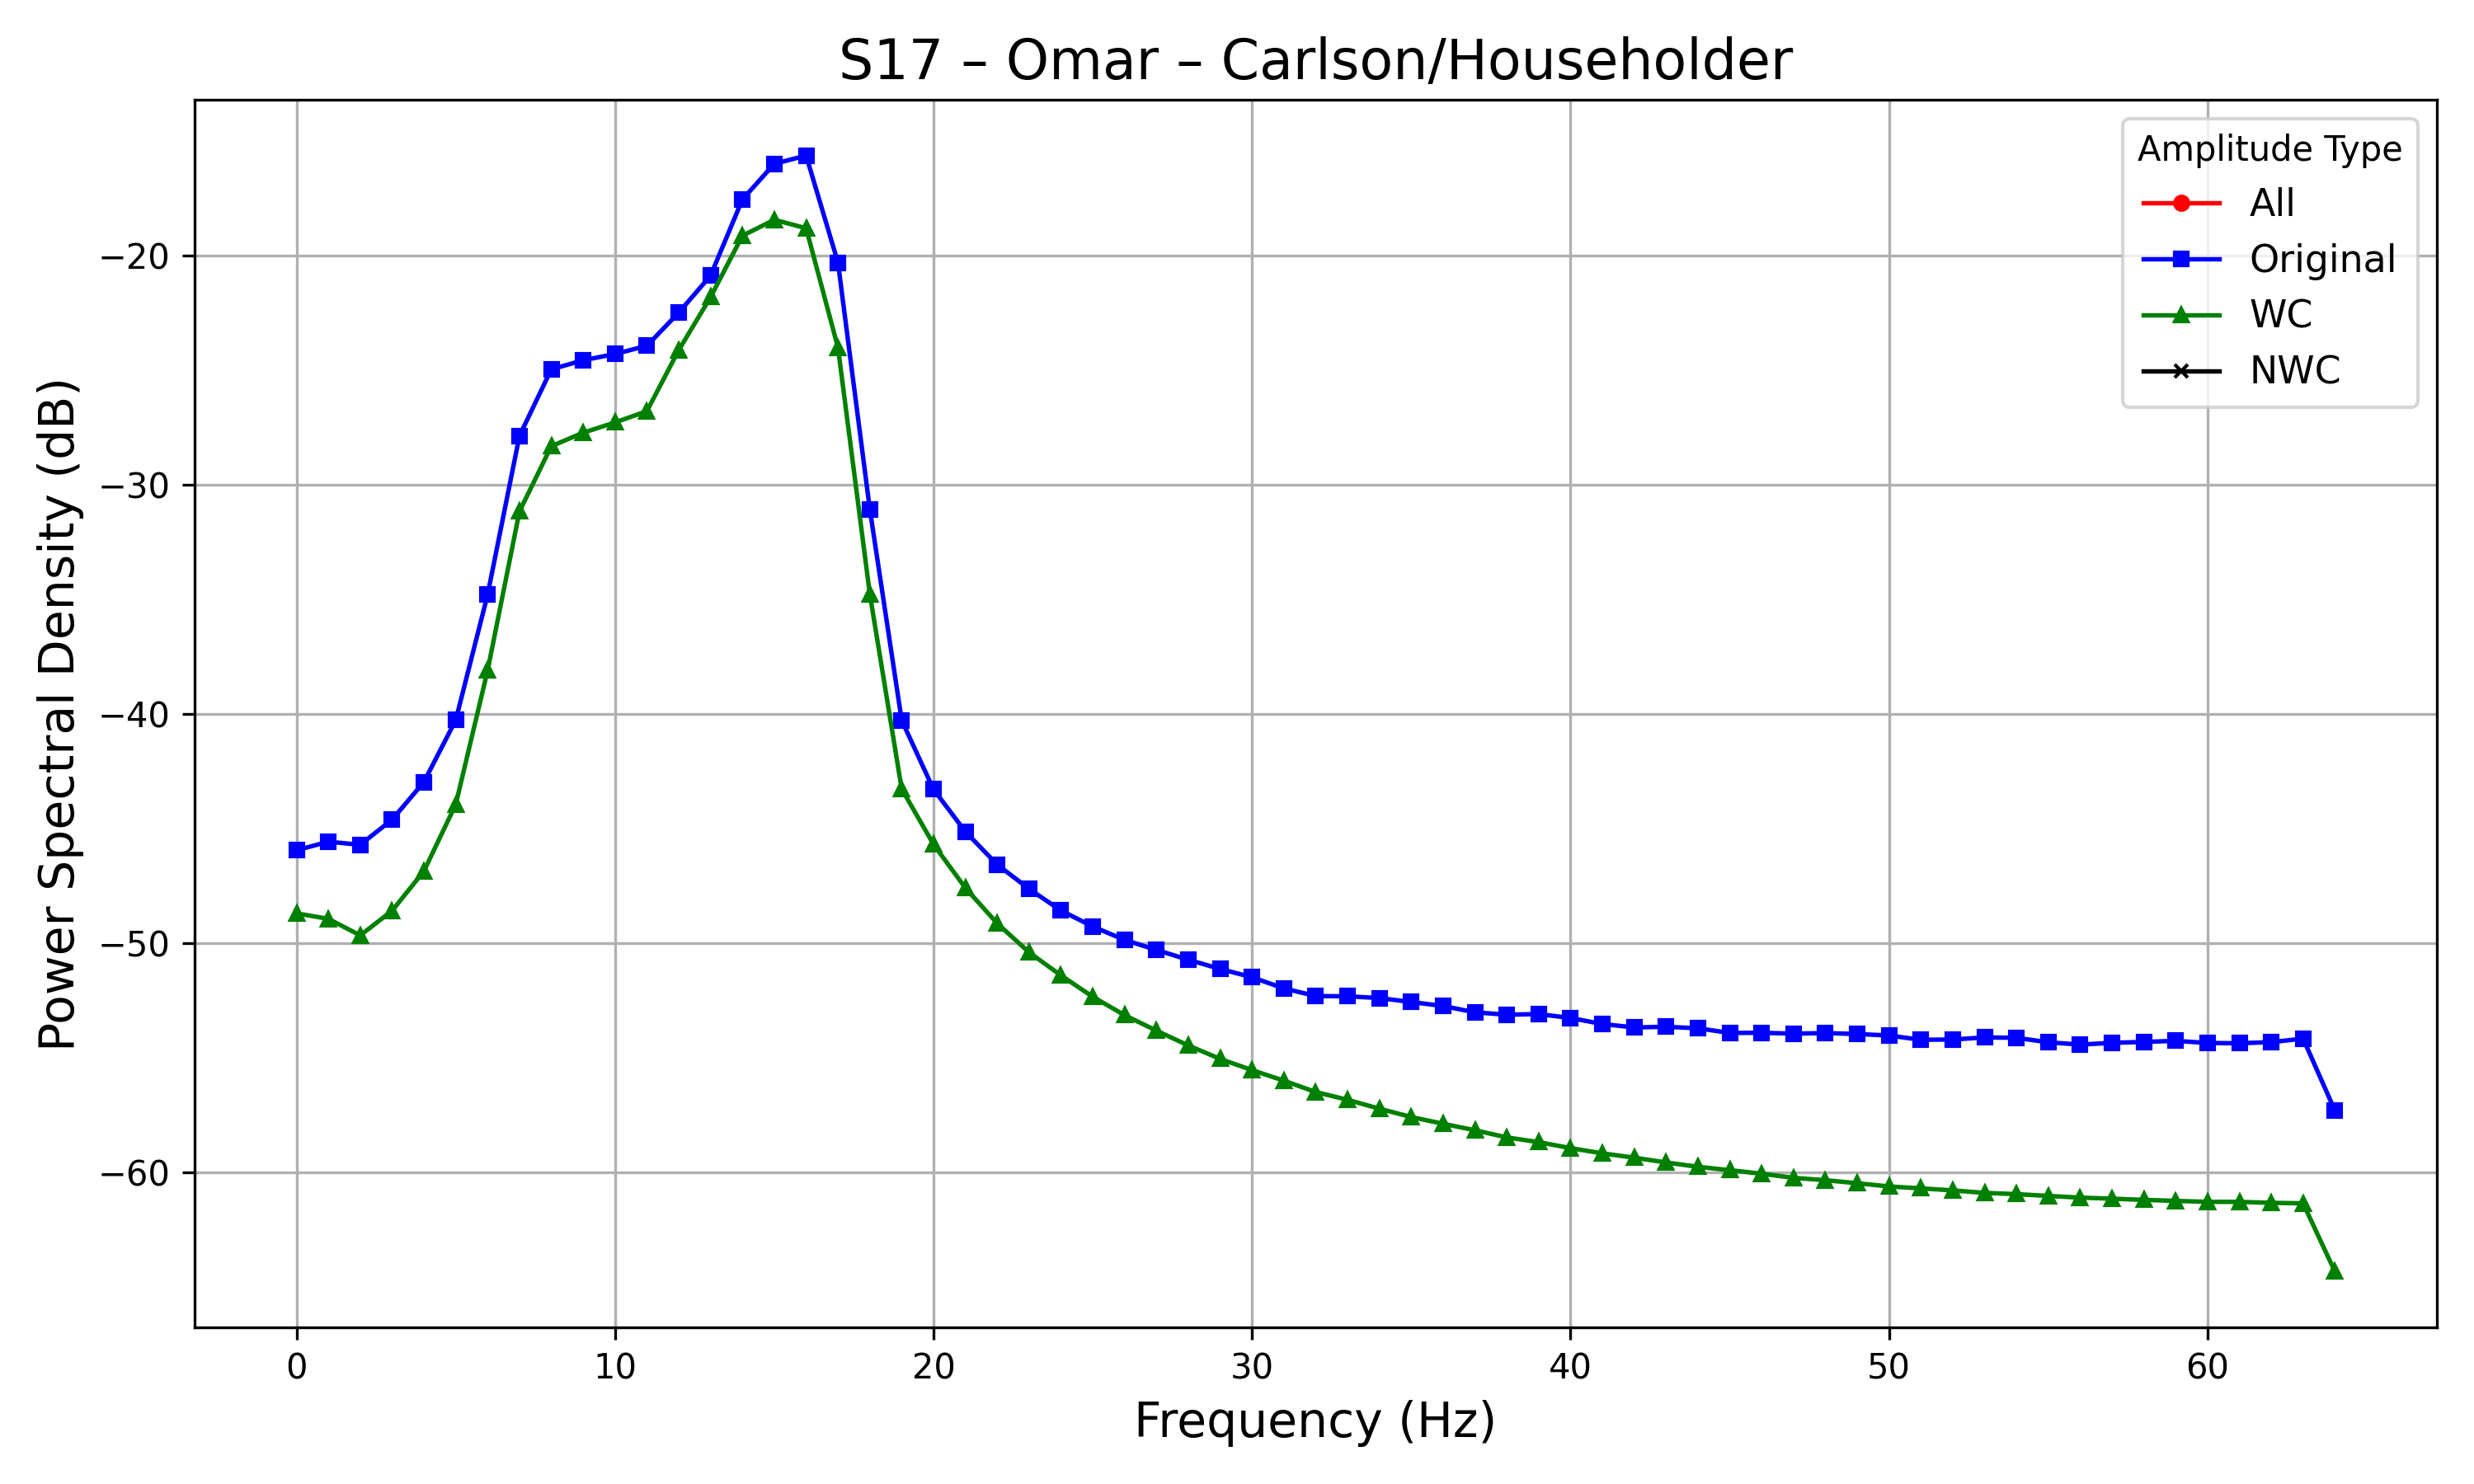 S17 – Omar – Carlson/Householder
Power Spectral Density (dB)
−20
−30
−40
−50
−60
Amplitude Type
All
Original
WC
NWC
0 10 20 30 40 50 60
Frequency (Hz)